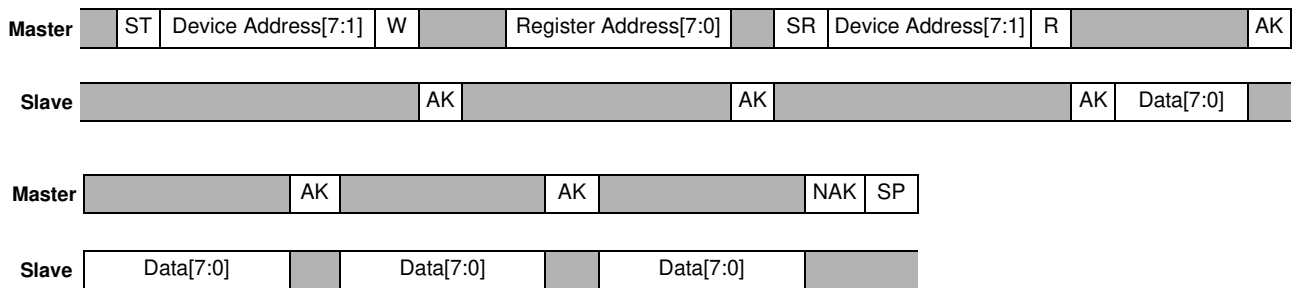 Master ST Device Address[7:1] W Register Address[7:0] SR Device Address[7:1] R AK
Slave AK AK AK Data[7:0]
Master AK AK NAK SP
Slave Data[7:0] Data[7:0] Data[7:0]